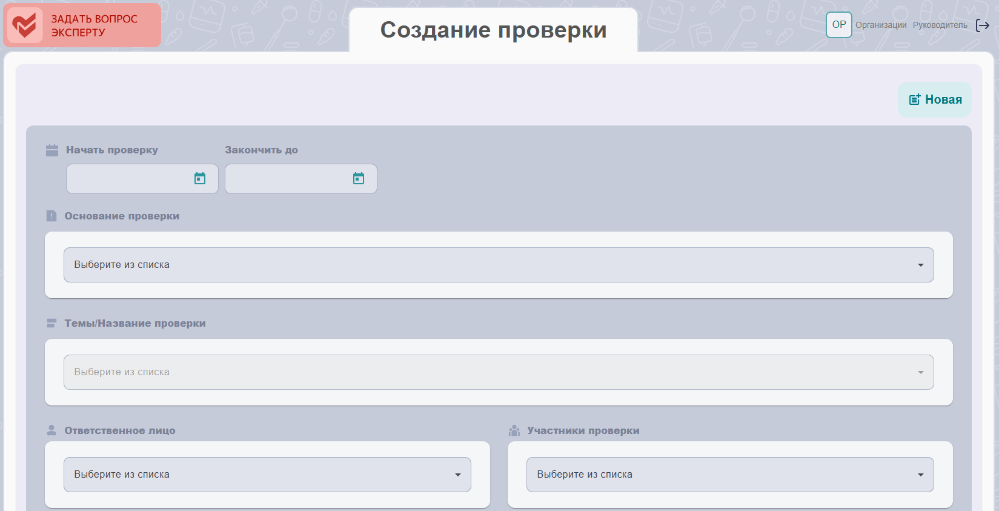 ЗАДАТЬ ВОПРОС
ЭКСПЕРТУ
Создание проверки
ОР
Организации
Руководитель
Новая
Начать проверку
Закончить до
Основание проверки
Выберите из списка
Темы/Название проверки
Выберите из списка
Ответственное лицо
Участники проверки
Выберите из списка
Выберите из списка